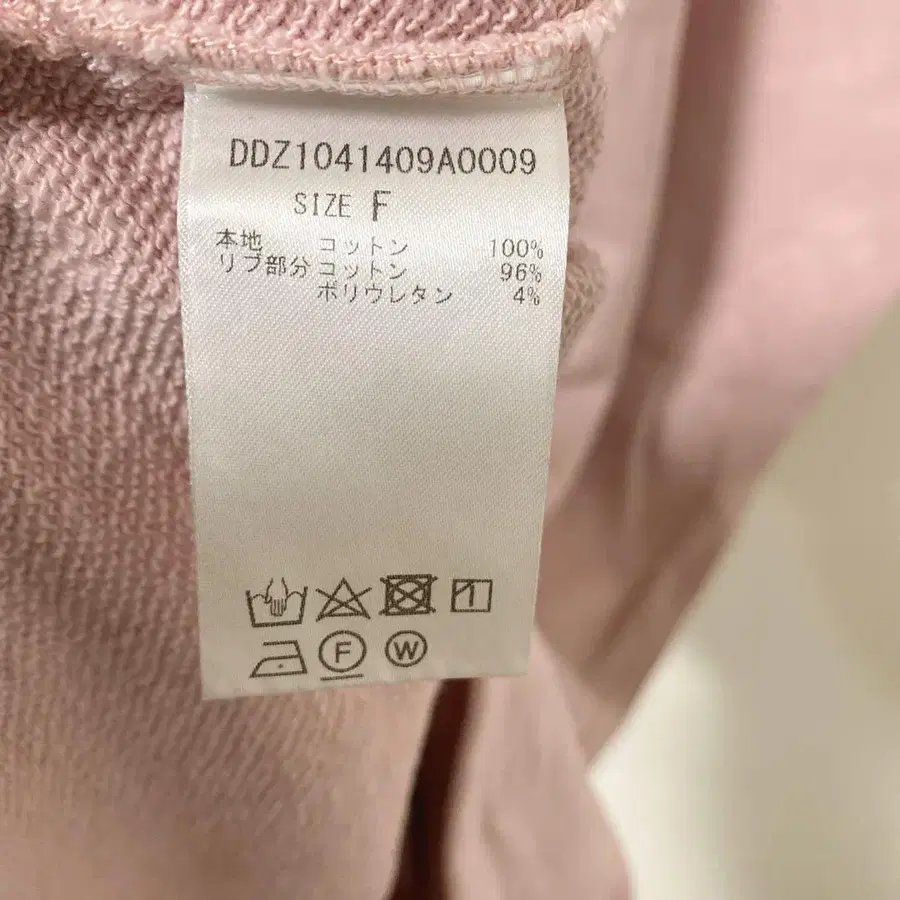 DDZ1041409A0009
SIZE F
本地 コットン 100%
リブ部分 コットン 96%
ポリウレタン 4%
F W